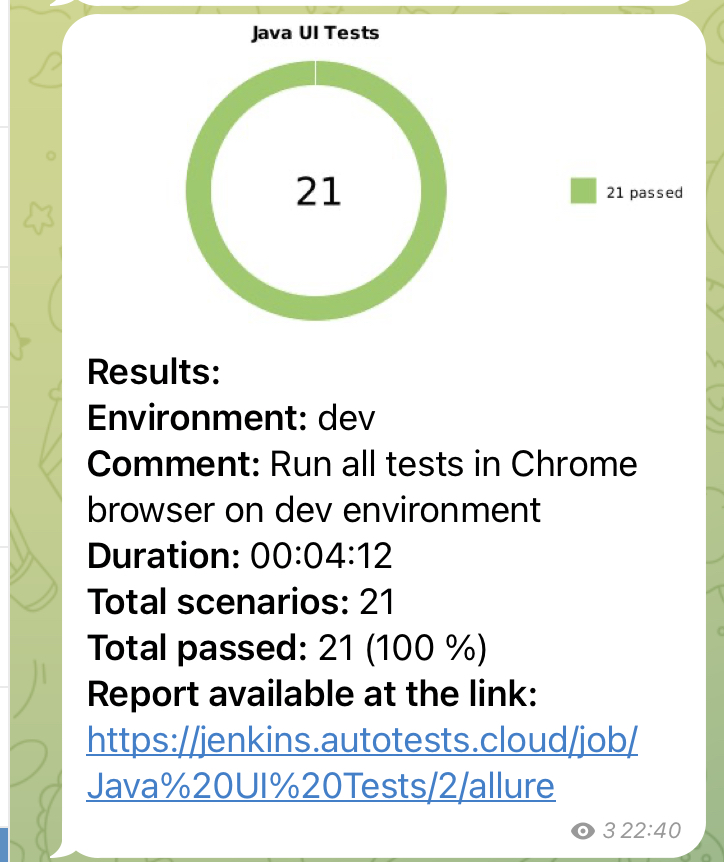 Java UI Tests
21
21 passed
Results:
Environment: dev
Comment: Run all tests in Chrome
browser on dev environment
Duration: 00:04:12
Total scenarios: 21
Total passed: 21 (100 %)
Report available at the link:
https://jenkins.autotests.cloud/job/
Java%20UI%20Tests/2/allure
3 22:40